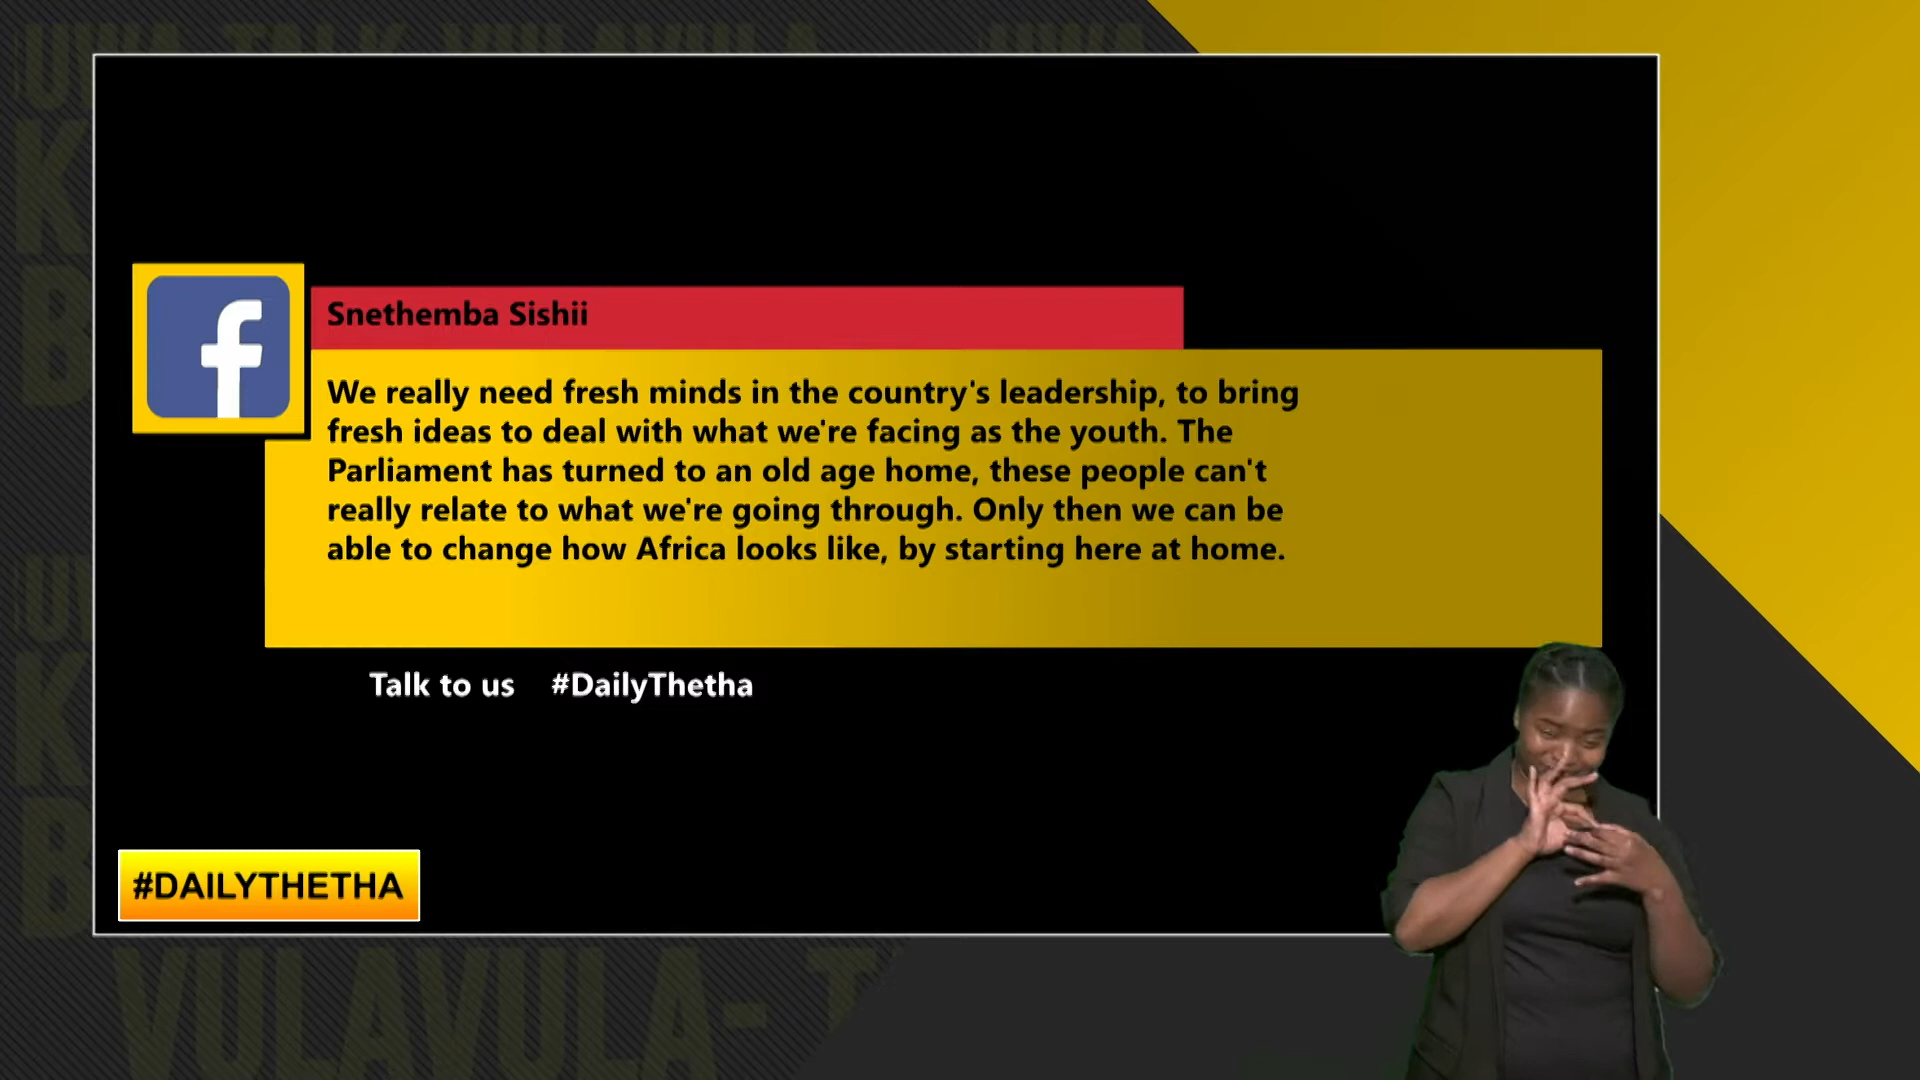 Snethemba Sishii
We really need fresh minds in the country's leadership, to bring
fresh ideas to deal with what we're facing as the youth. The
Parliament has turned to an old age home, these people can't
really relate to what we're going through. Only then we can be
able to change how Africa looks like, by starting here at home.
Talk to us #DailyThetha
#DAILYTHETHA
VULAVULA- T